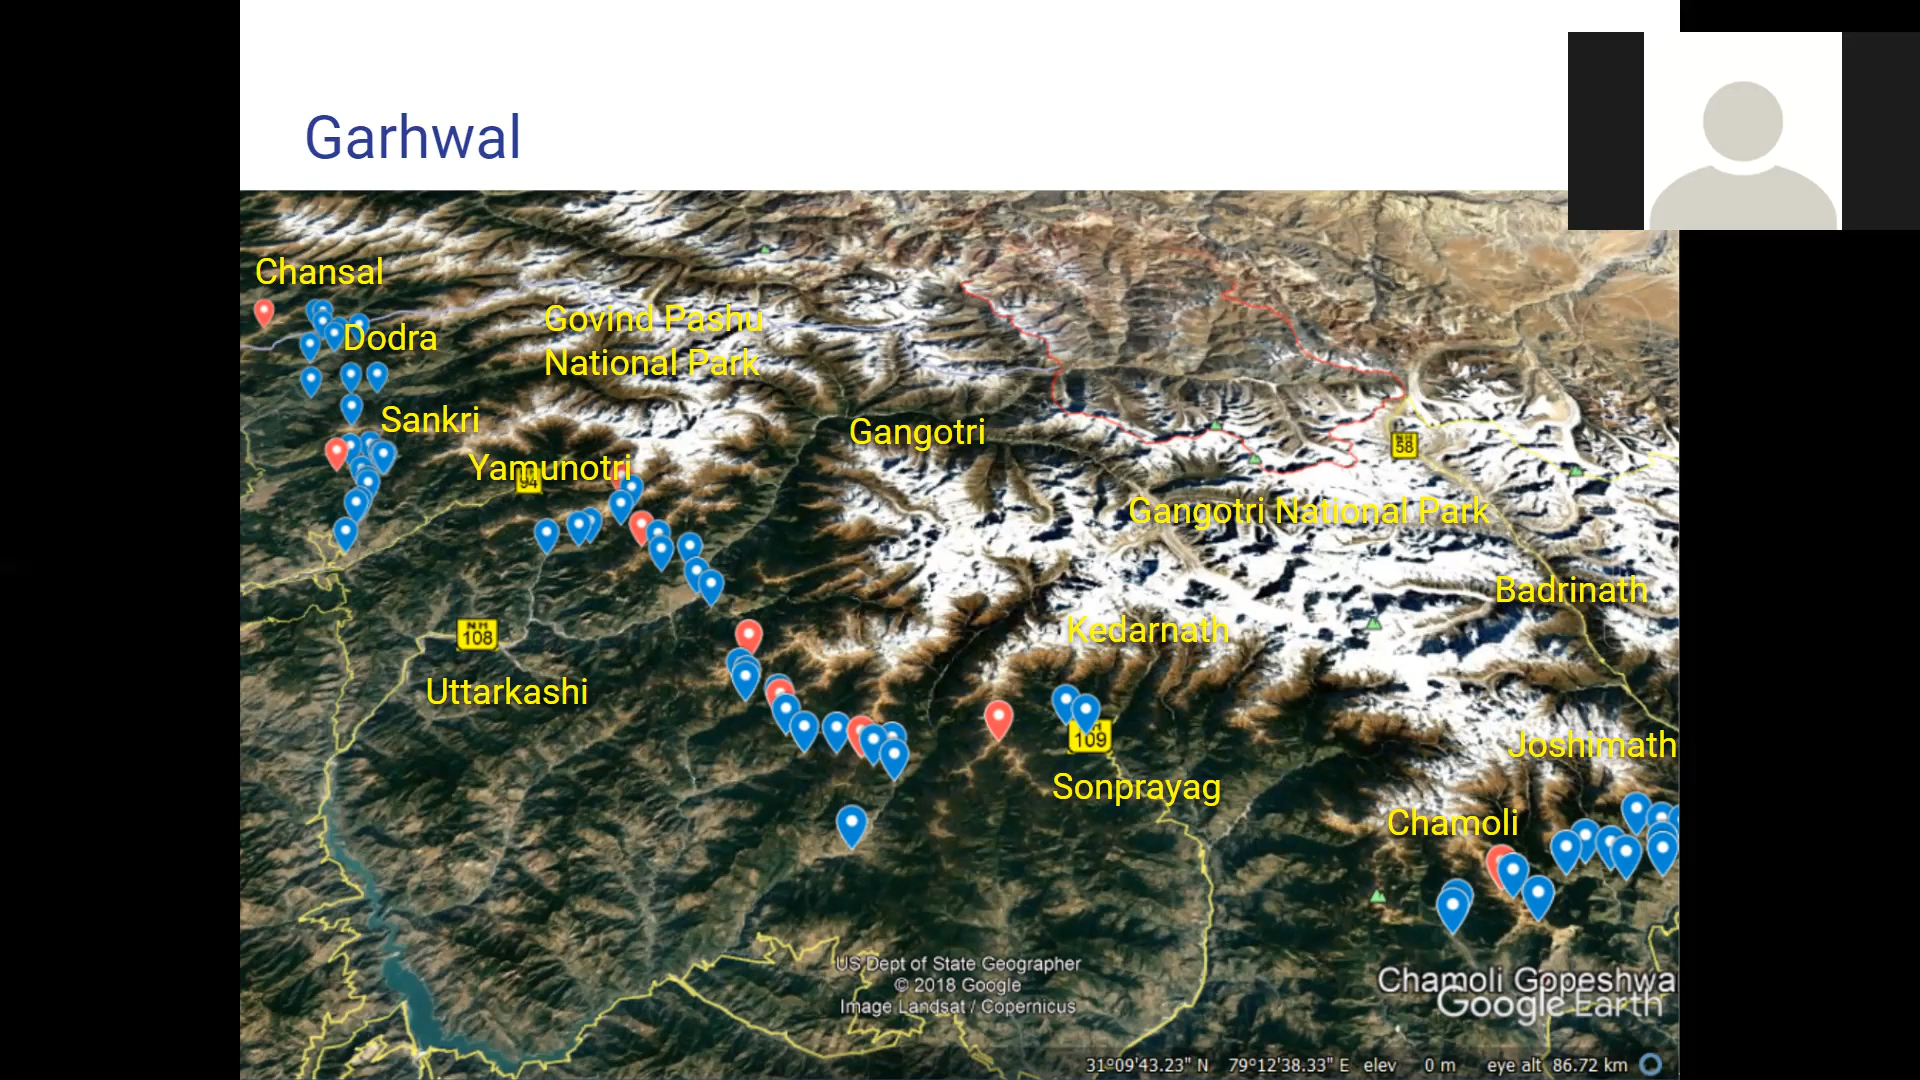 Garhwal
Chansal
Dodra
Govind Pashu
National Park
Sankri
Gangotri
Yamunotri
94
NH
58
Gangotri National Park
Badrinath
Kedarnath
NH
108
Uttarkashi
109
Joshimath
Sonprayag
Chamoli
US Dept of State Geographer
© 2018 Google
Image Landsat / Copernicus
Chamoli Gopeshwa
Google Earth
31°09'43.23" N 79°12'38.33" E elev 0 m eye alt 86.72 km